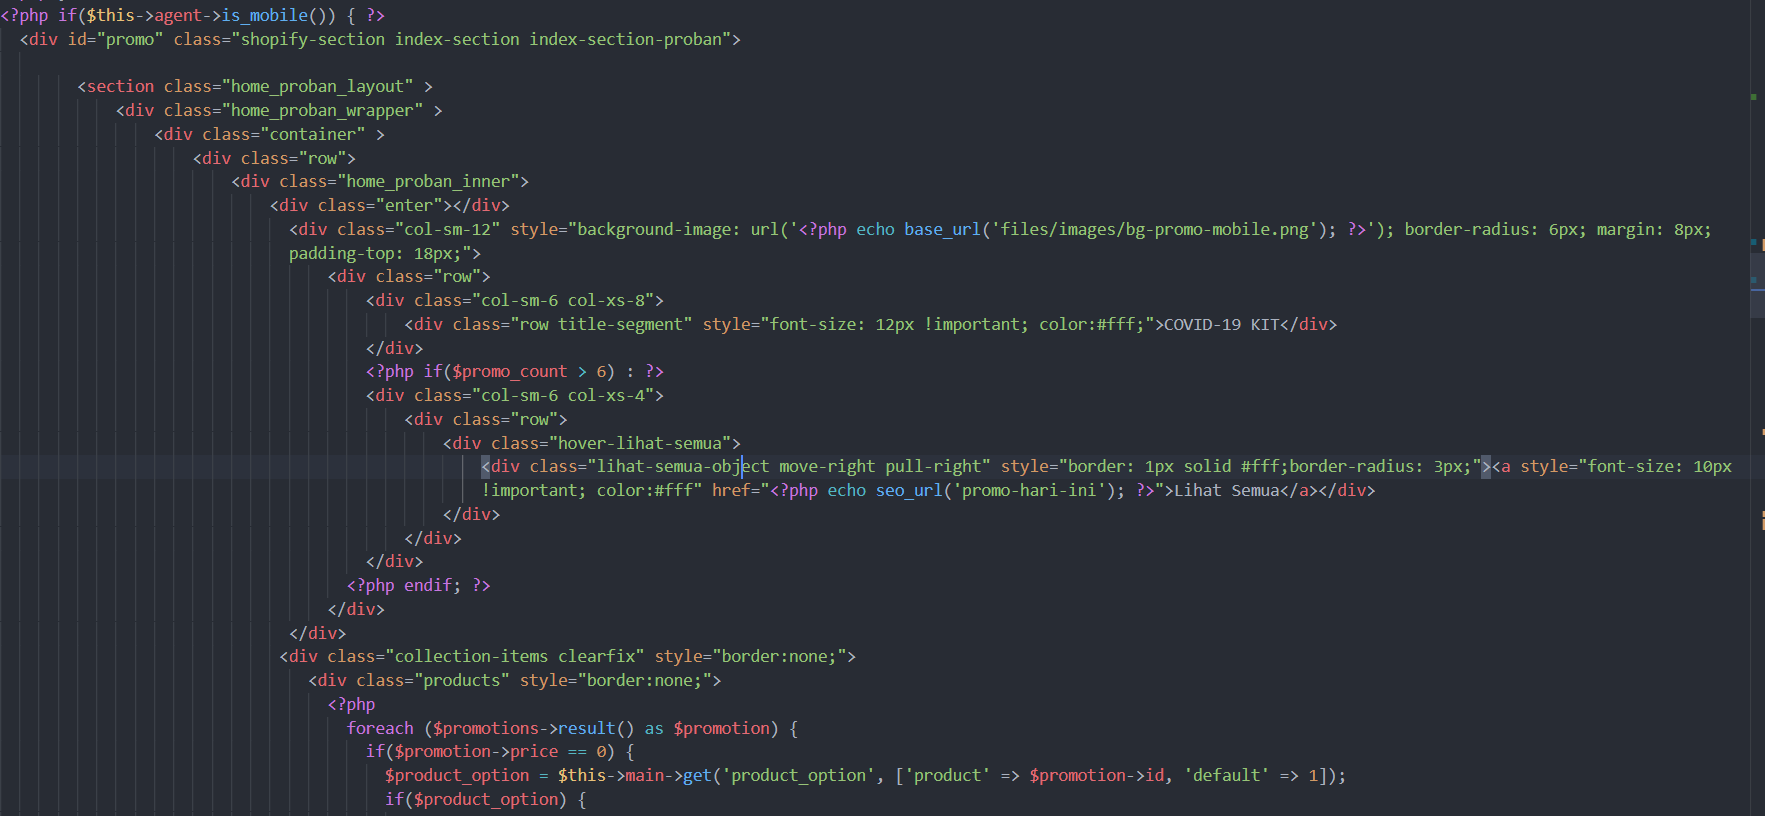 <?php if($this->agent->is_mobile()) { ?>
<div id="promo" class="shopify-section index-section index-section-proban">
<section class="home_proban_layout" >
<div class="home_proban_wrapper" >
<div class="container" >
<div class="row">
<div class="home_proban_inner">
<div class="enter"></div>
<div class="col-sm-12" style="background-image: url('<?php echo base_url('files/images/bg-promo-mobile.png'); ?>'); border-radius: 6px; margin: 8px;
padding-top: 18px;">
<div class="row">
<div class="col-sm-6 col-xs-8">
<div class="row title-segment" style="font-size: 12px !important; color:#fff;">COVID-19 KIT</div>
</div>
<?php if($promo_count > 6) : ?>
<div class="col-sm-6 col-xs-4">
<div class="row">
<div class="hover-lihat-semua">
<div class="lihat-semua-object move-right pull-right" style="border: 1px solid #fff;border-radius: 3px;"><a style="font-size: 10px
!important; color:#fff" href="<?php echo seo_url('promo-hari-ini'); ?>">Lihat Semua</a></div>
</div>
</div>
</div>
<?php endif; ?>
</div>
</div>
<div class="collection-items clearfix" style="border:none;">
<div class="products" style="border:none;">
<?php
foreach ($promotions->result() as $promotion) {
if($promotion->price == 0) {
$product_option = $this->main->get('product_option', ['product' => $promotion->id, 'default' => 1]);
if($product_option) {